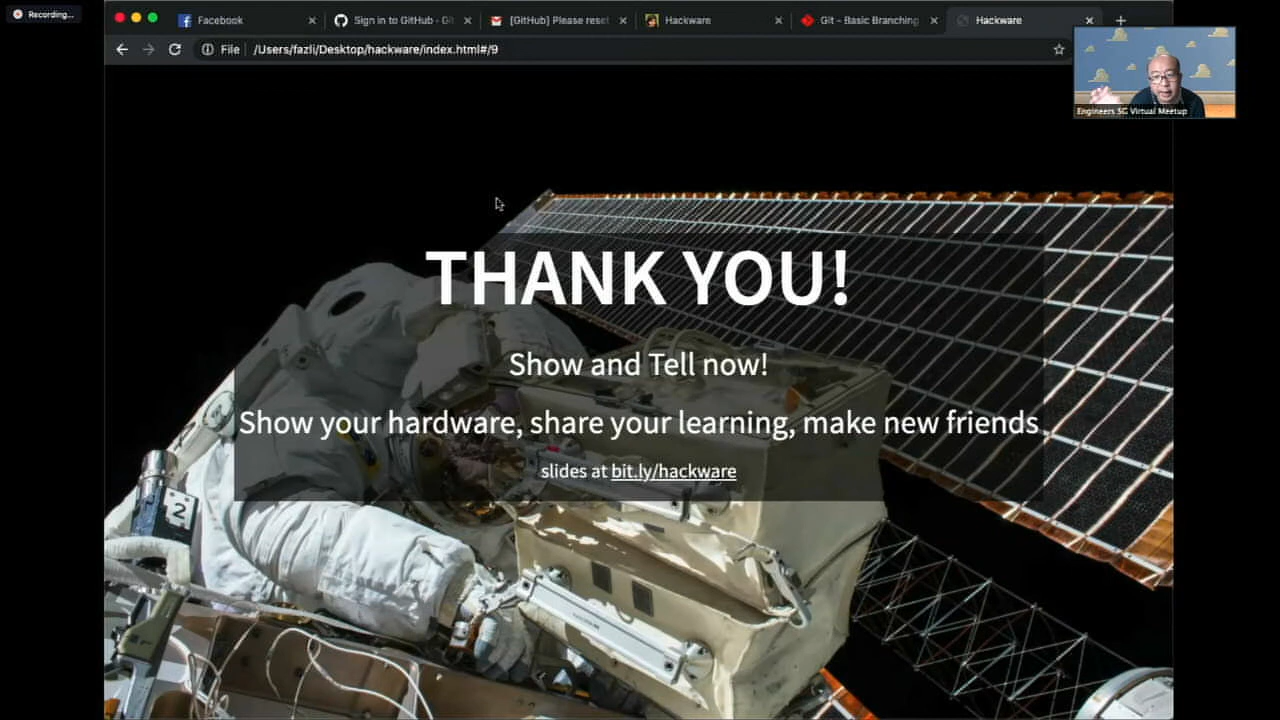 Recording...
Facebook
Sign in to GitHub · Git
[GitHub] Please reset
Hackware
Git - Basic Branching
Hackware
File
/Users/fazli/Desktop/hackware/index.html#/9
Engineers SG Virtual Meetup
THANK YOU!
Show and Tell now!
Show your hardware, share your learning, make new friends
slides at bit.ly/hackware
2